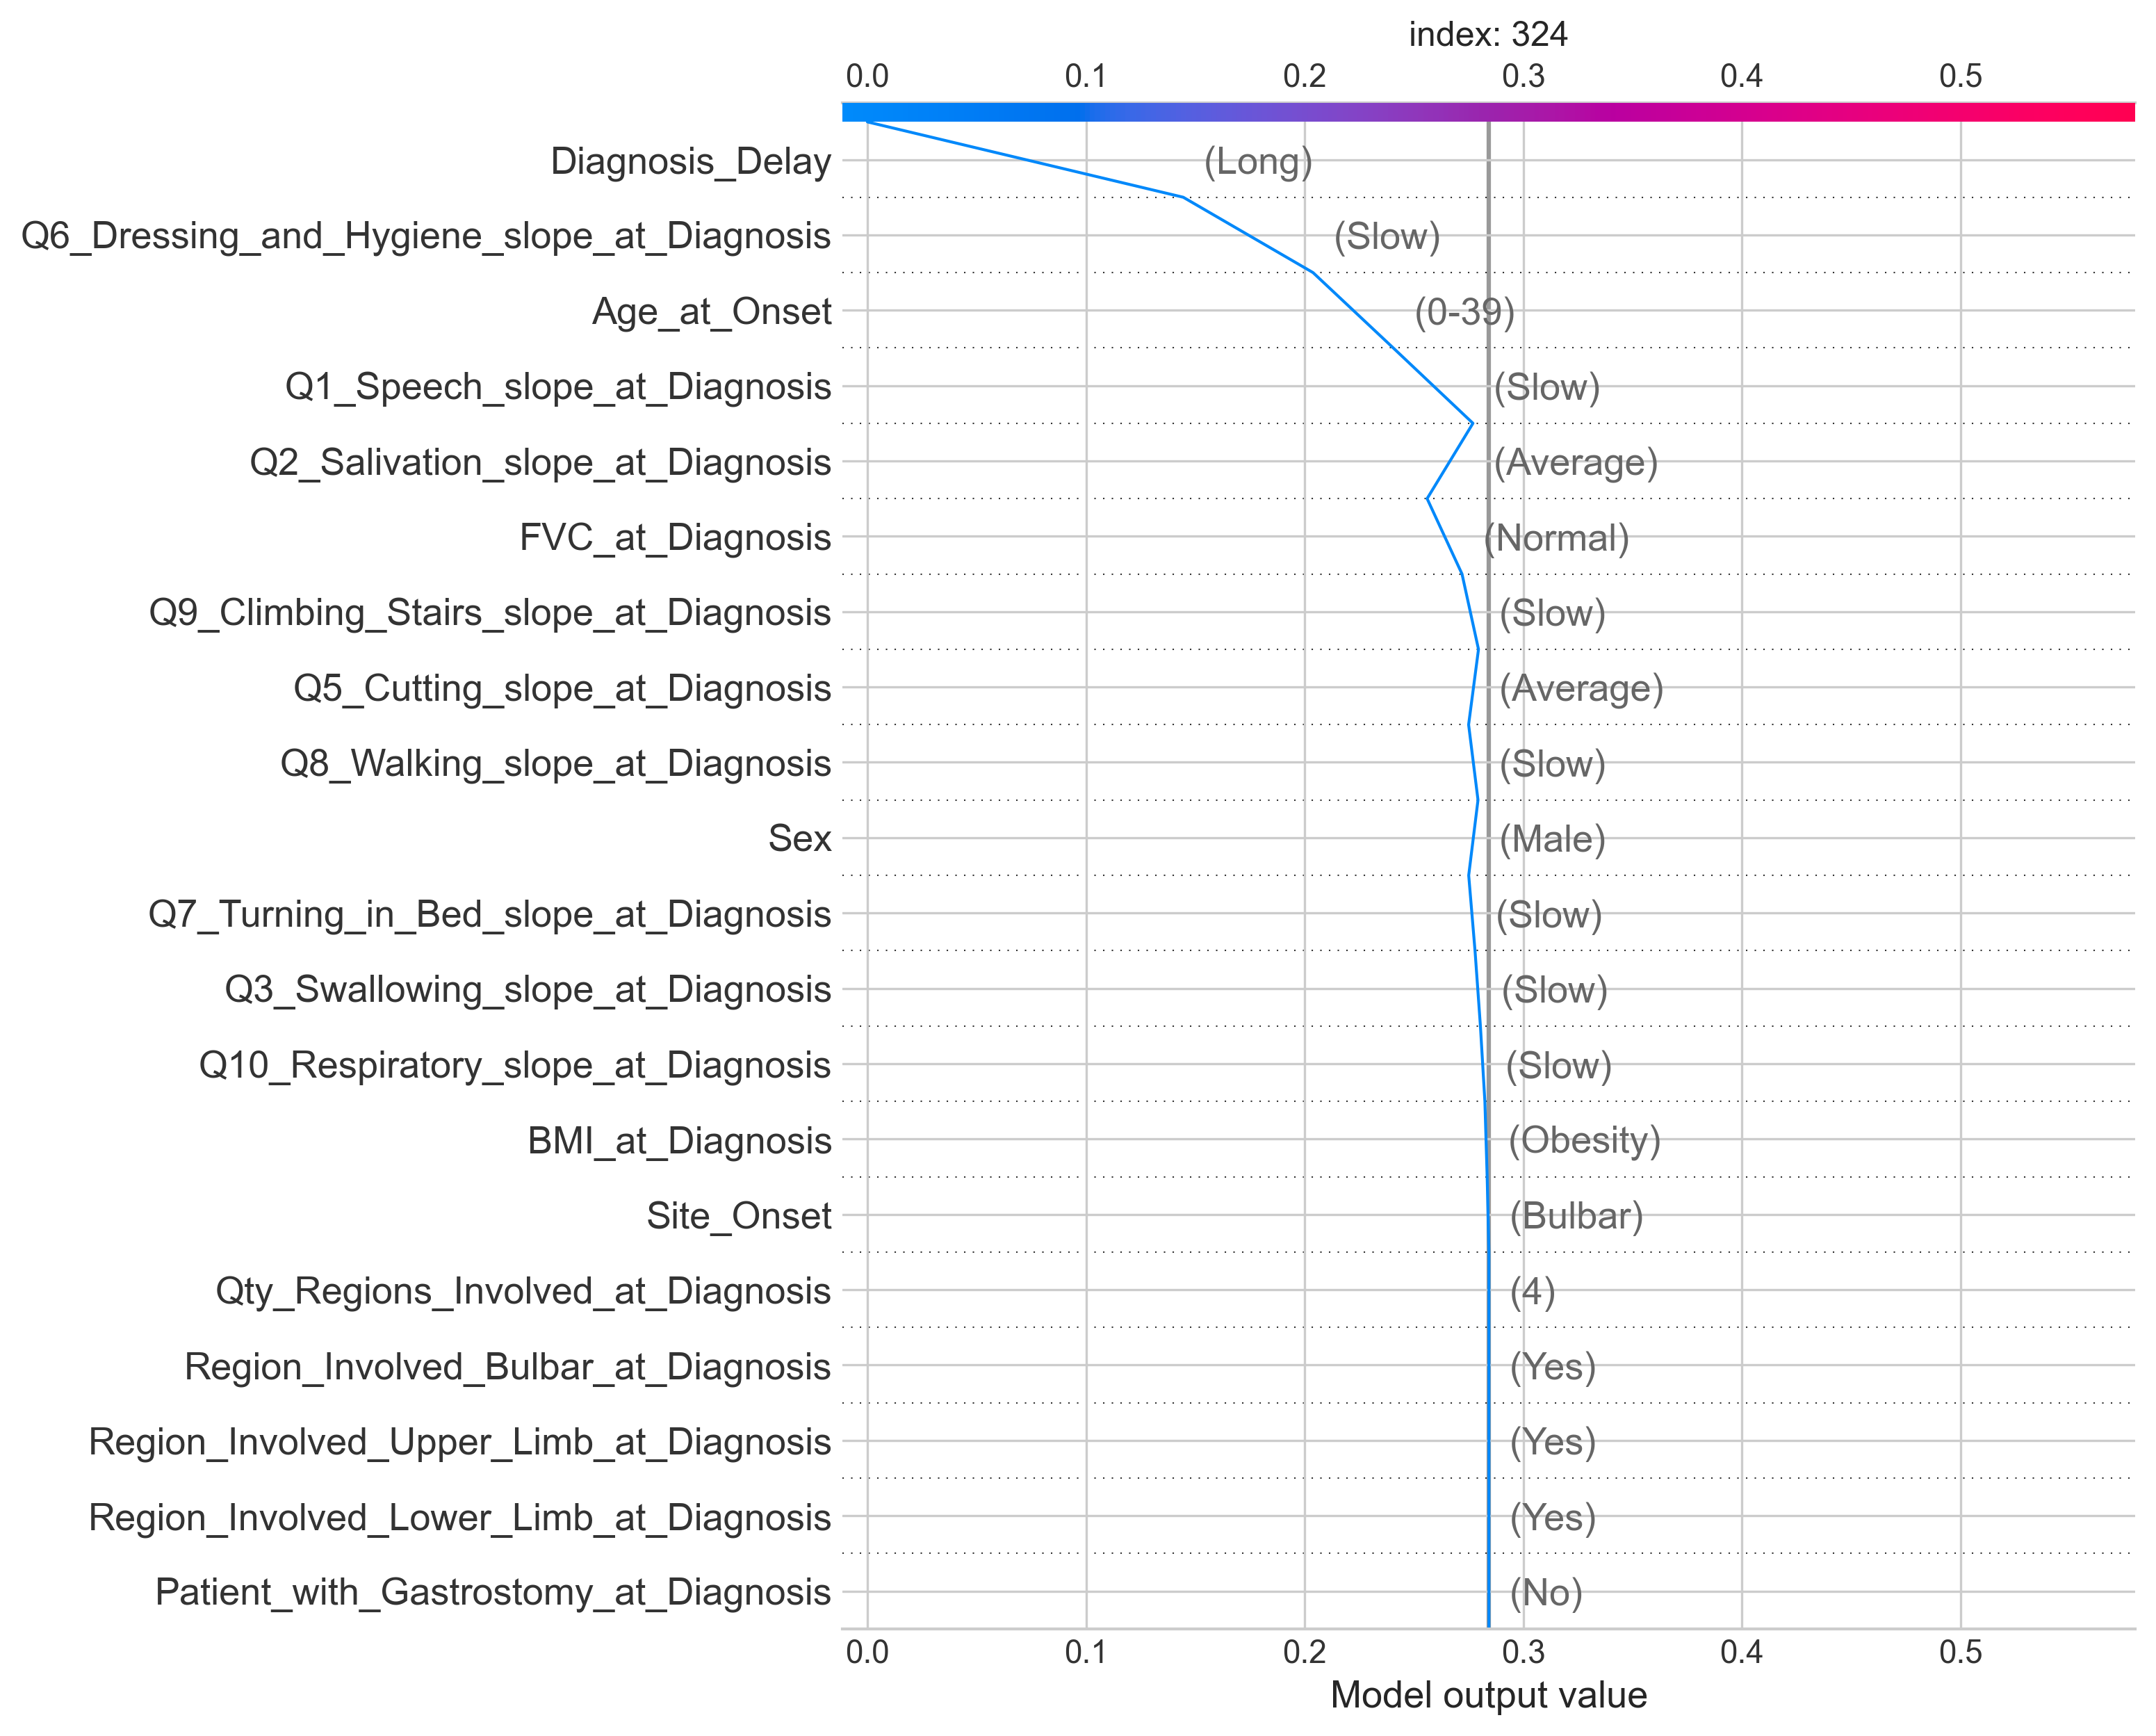 index: 324
0.0 0.1 0.2 0.3 0.4 0.5
Diagnosis_Delay (Long)
Q6_Dressing_and_Hygiene_slope_at_Diagnosis (Slow)
Age_at_Onset (0-39)
Q1_Speech_slope_at_Diagnosis (Slow)
Q2_Salivation_slope_at_Diagnosis (Average)
FVC_at_Diagnosis (Normal)
Q9_Climbing_Stairs_slope_at_Diagnosis (Slow)
Q5_Cutting_slope_at_Diagnosis (Average)
Q8_Walking_slope_at_Diagnosis (Slow)
Sex (Male)
Q7_Turning_in_Bed_slope_at_Diagnosis (Slow)
Q3_Swallowing_slope_at_Diagnosis (Slow)
Q10_Respiratory_slope_at_Diagnosis (Slow)
BMI_at_Diagnosis (Obesity)
Site_Onset (Bulbar)
Qty_Regions_Involved_at_Diagnosis (4)
Region_Involved_Bulbar_at_Diagnosis (Yes)
Region_Involved_Upper_Limb_at_Diagnosis (Yes)
Region_Involved_Lower_Limb_at_Diagnosis (Yes)
Patient_with_Gastrostomy_at_Diagnosis (No)
0.0 0.1 0.2 0.3 0.4 0.5
Model output value